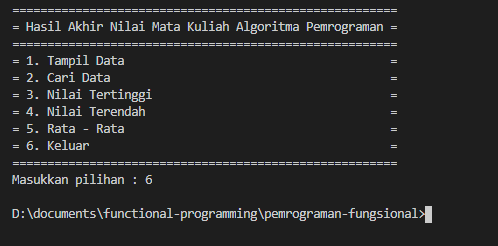 =======================================================
= Hasil Akhir Nilai Mata Kuliah Algoritma Pemrograman =
=======================================================
= 1. Tampil Data                                      =
= 2. Cari Data                                        =
= 3. Nilai Tertinggi                                  =
= 4. Nilai Terendah                                   =
= 5. Rata - Rata                                      =
= 6. Keluar                                           =
=======================================================
Masukkan pilihan : 6
D:\documents\functional-programming\pemrograman-fungsional>